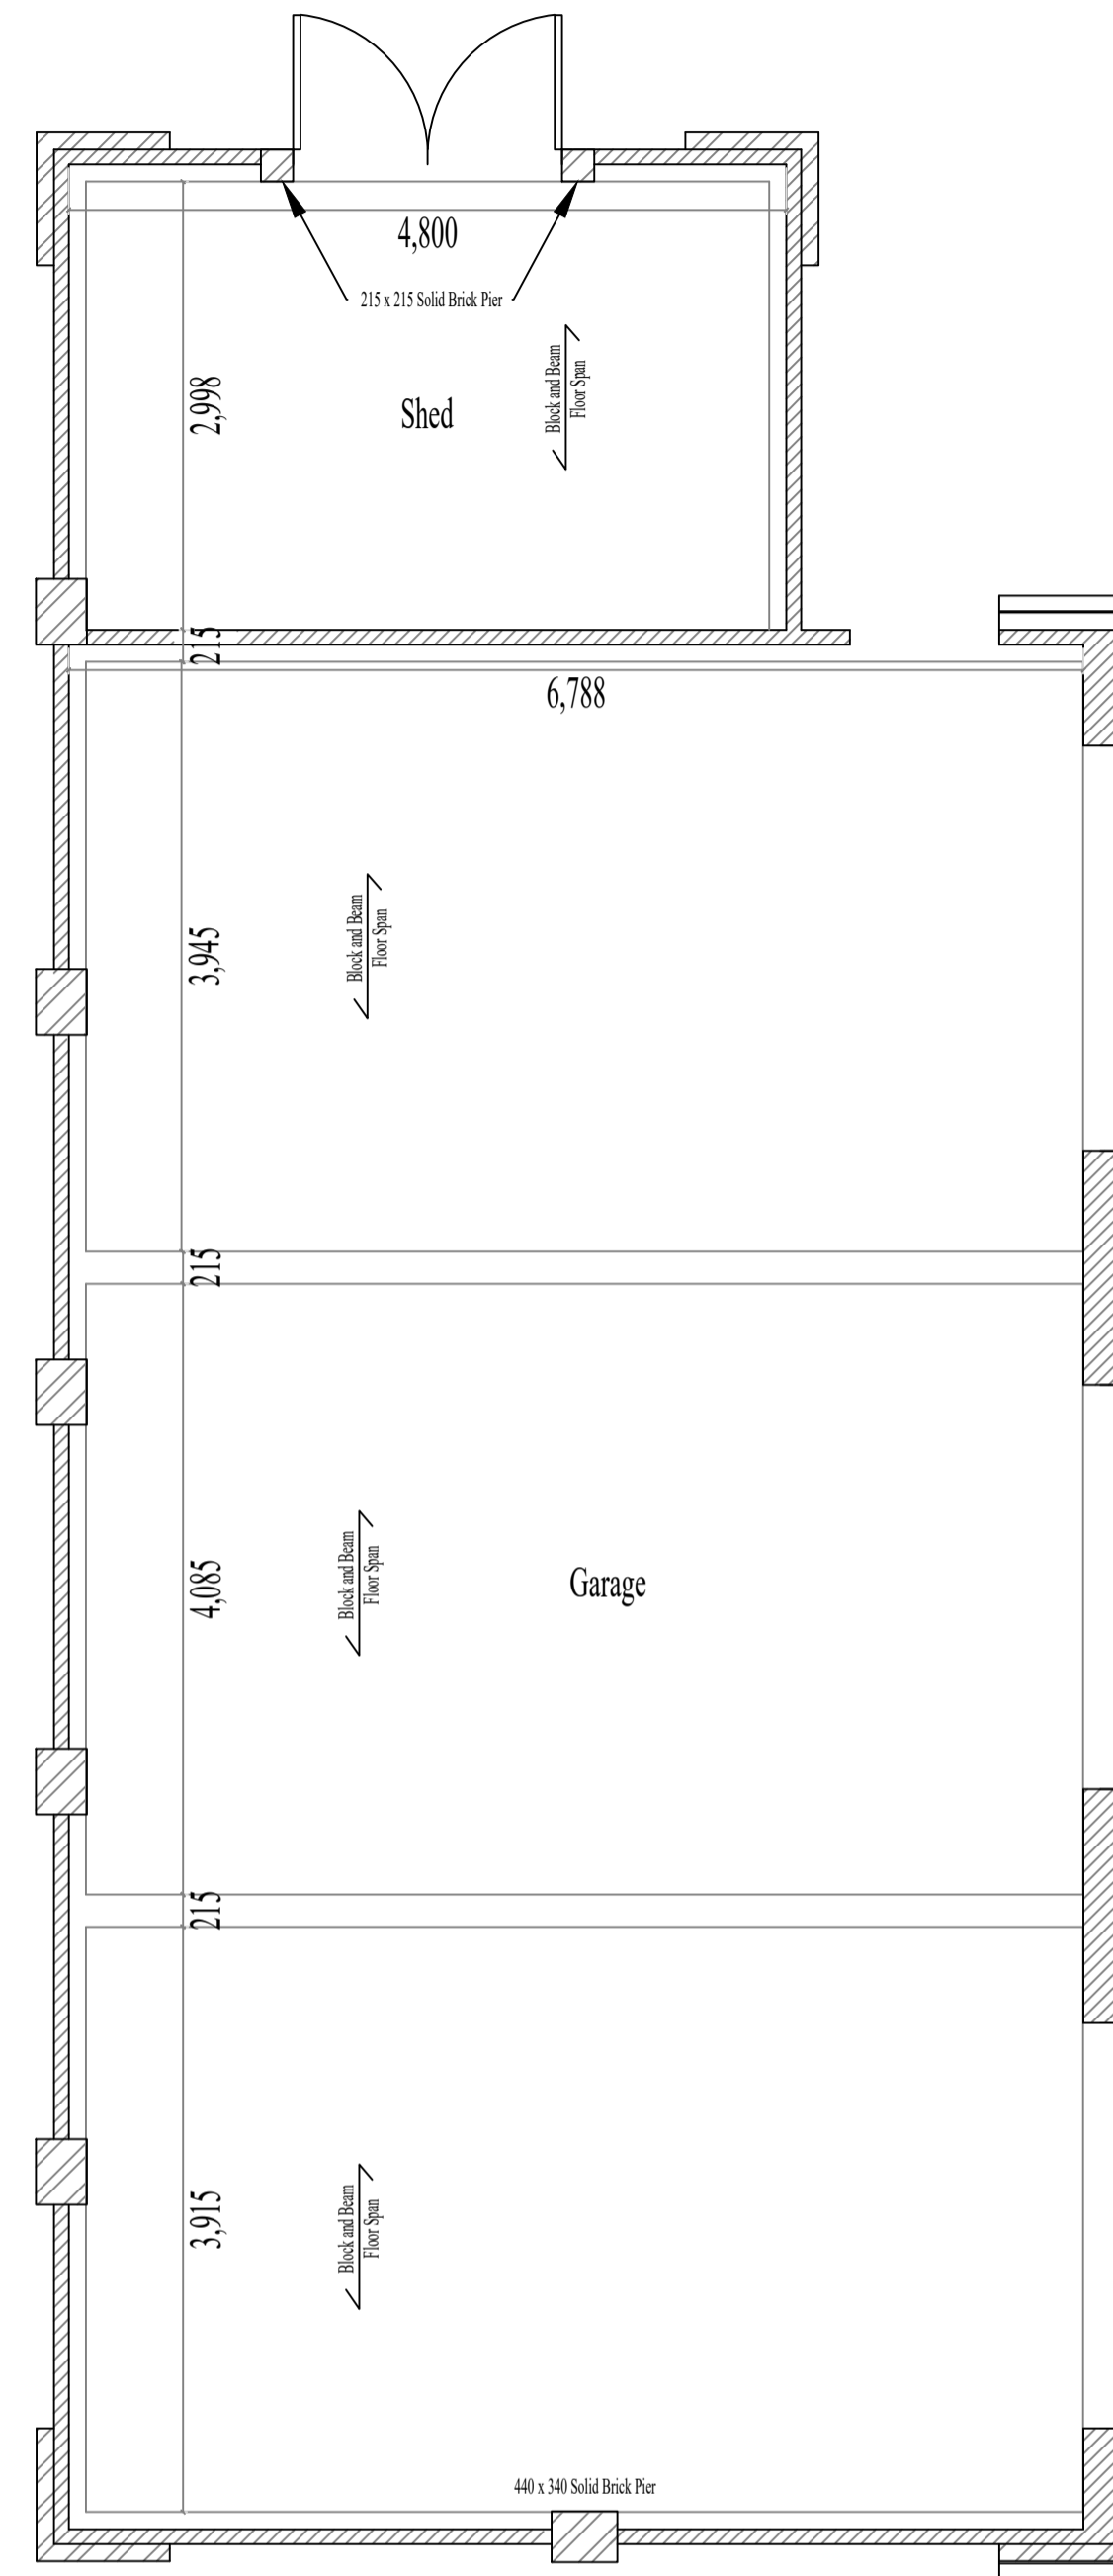 4,800
215 x 215 Solid Brick Pier
2,998
Block and Beam
Floor Span
Shed
215
6,788
3,945
Block and Beam
Floor Span
215
4,085
Block and Beam
Floor Span
Garage
215
3,915
Block and Beam
Floor Span
440 x 340 Solid Brick Pier